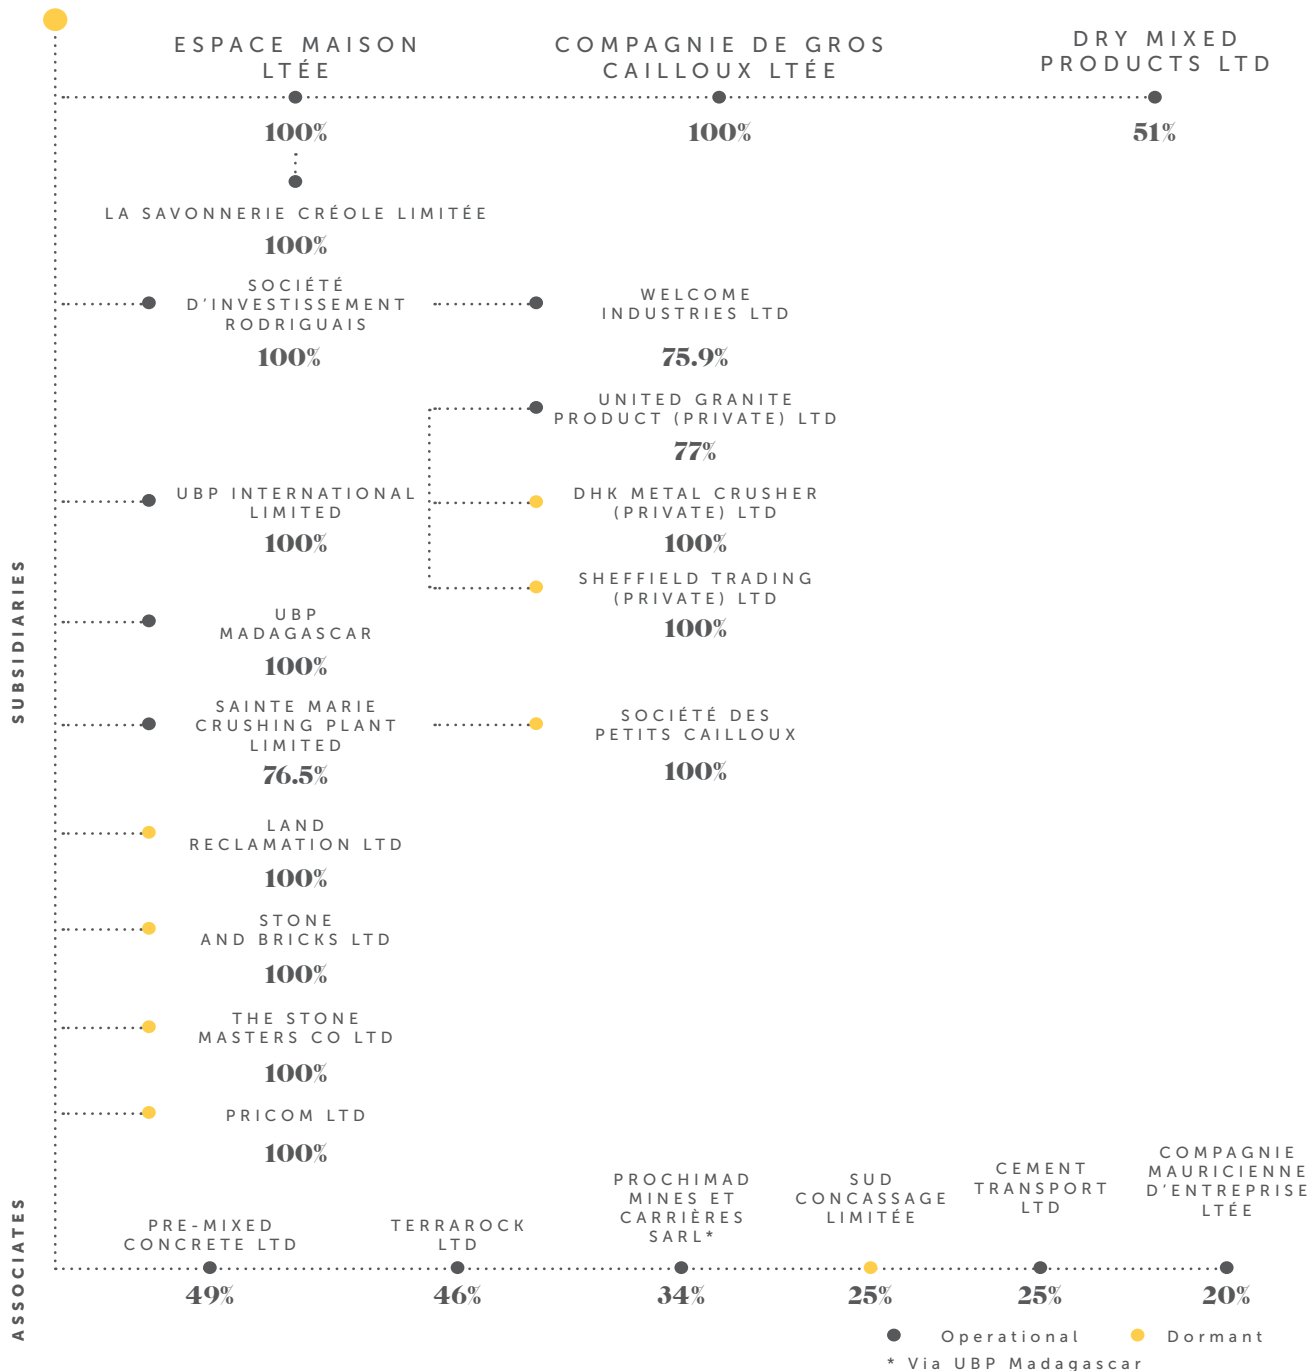 ESPACE MAISON
LTÉE
100%
COMPAGNIE DE GROS
CAILLOUX LTÉE
100%
DRY MIXED
PRODUCTS LTD
51%
LA SAVONNERIE CRÉOLE LIMITÉE
100%
SOCIÉTÉ
D'INVESTISSEMENT
RODRIGUAIS
100%
WELCOME
INDUSTRIES LTD
75.9%
UNITED GRANITE
PRODUCT (PRIVATE) LTD
77%
UBP INTERNATIONAL
LIMITED
100%
DHK METAL CRUSHER
(PRIVATE) LTD
100%
SHEFFIELD TRADING
(PRIVATE) LTD
100%
SUBSIDIARIES
UBP
MADAGASCAR
100%
SAINTE MARIE
CRUSHING PLANT
LIMITED
76.5%
SOCIÉTÉ DES
PETITS CAILLOUX
100%
LAND
RECLAMATION LTD
100%
STONE
AND BRICKS LTD
100%
THE STONE
MASTERS CO LTD
100%
PRICOM LTD
100%
ASSOCIATES
PRE-MIXED
CONCRETE LTD
49%
TERRAROCK
LTD
46%
PROCHIMAD
MINES ET
CARRIÈRES
SARL*
34%
SUD
CONCASSAGE
LIMITÉE
25%
CEMENT
TRANSPORT
LTD
25%
COMPAGNIE
MAURICIENNE
D'ENTREPRISE
LTÉE
20%
Operational
Dormant
* Via UBP Madagascar